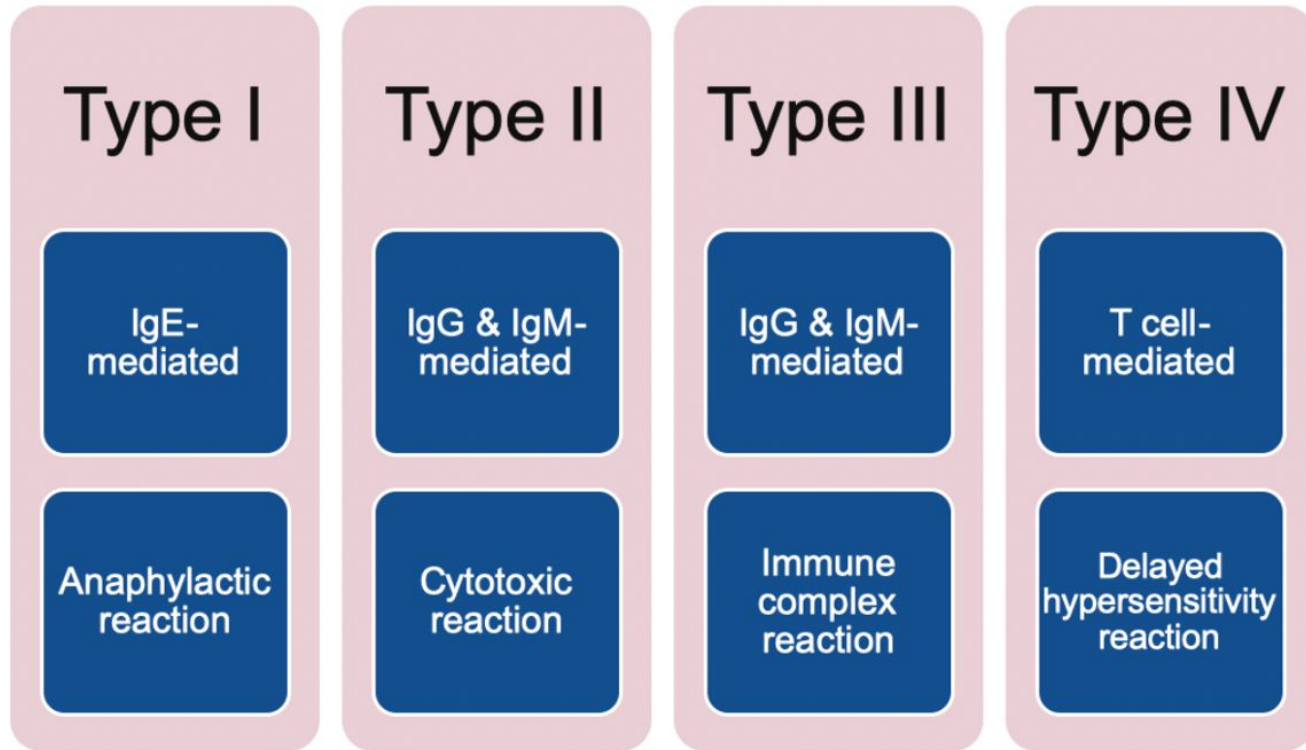 Type I
IgE-
mediated
Anaphylactic
reaction
Type II
IgG & IgM-
mediated
Cytotoxic
reaction
Type III
IgG & IgM-
mediated
Immune
complex
reaction
Type IV
T cell-
mediated
Delayed
hypersensitivity
reaction